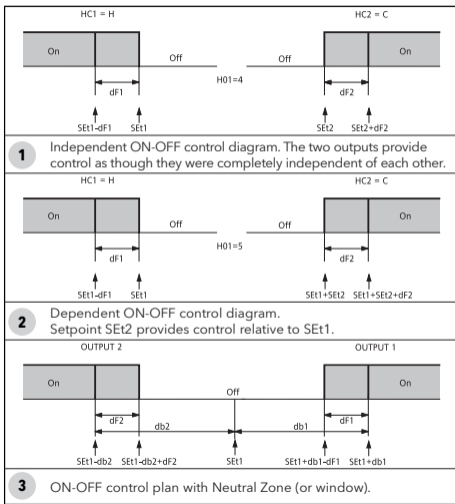 HC1 = H HC2 = C
On Off Off On
H01=4
dF1 dF2
SEt1-dF1 SEt1 SEt2 SEt2+dF2
1 Independent ON-OFF control diagram. The two outputs provide
control as though they were completely independent of each other.
HC1 = H HC2 = C
On Off Off On
H01=5
dF1 dF2
SEt1-dF1 SEt1 SEt1+SEt2 SEt1+SEt2+dF2
2 Dependent ON-OFF control diagram.
Setpoint SEt2 provides control relative to SEt1.
OUTPUT 2 OUTPUT 1
On Off On
dF2 db2 db1 dF1
SEt1-db2 SEt1-db2+dF2 SEt1 SEt1+db1-dF1 SEt1+db1
3 ON-OFF control plan with Neutral Zone (or window).